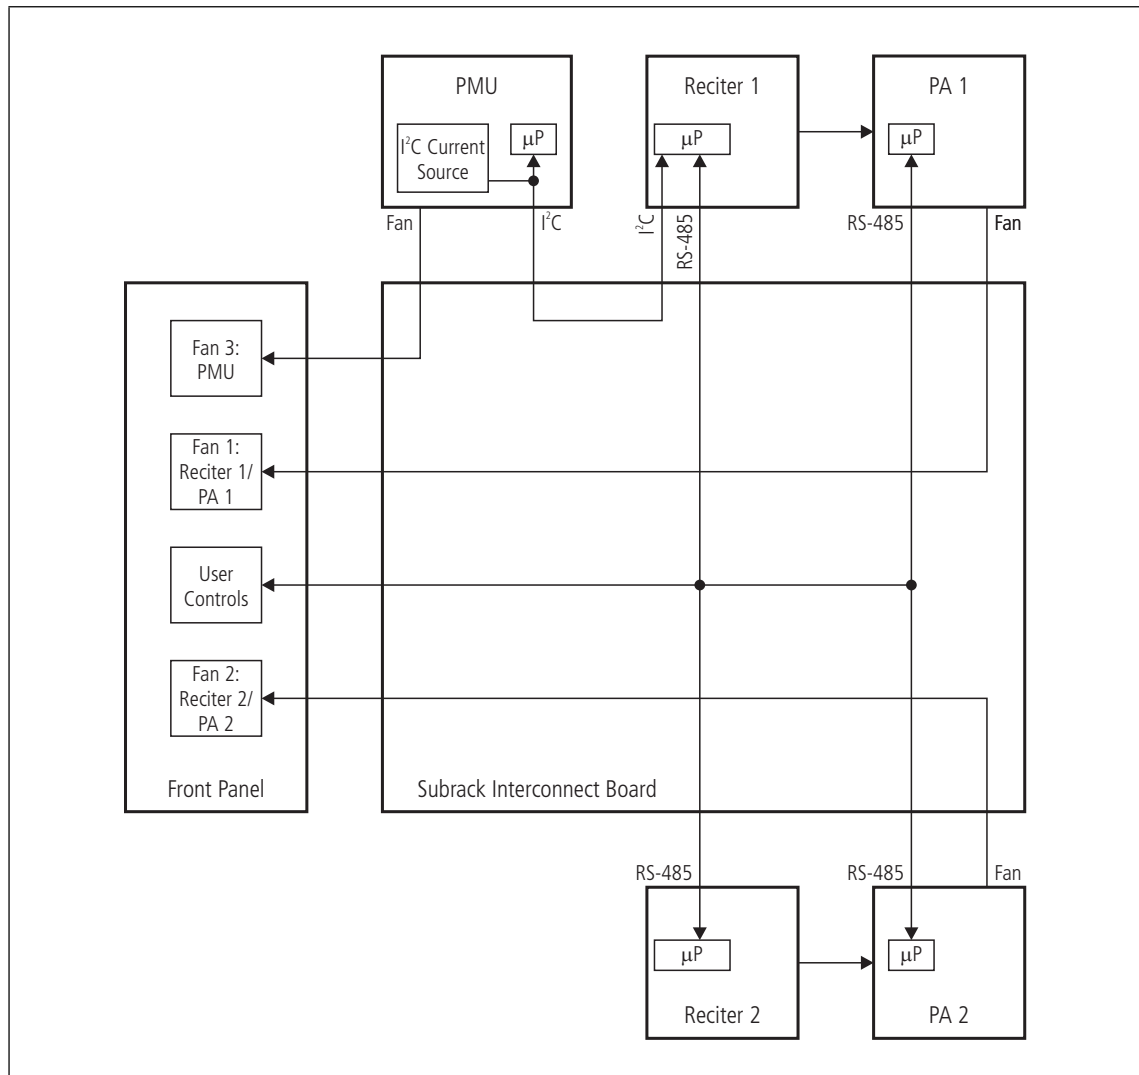 PMU
I²C Current
Source
µP
Reciter 1
µP
PA 1
µP
Fan
I²C
I²C
RS-485
RS-485
Fan
Fan 3:
PMU
Fan 1:
Reciter 1/
PA 1
User
Controls
Fan 2:
Reciter 2/
PA 2
Front Panel
Subrack Interconnect Board
RS-485
RS-485
Fan
µP
Reciter 2
µP
PA 2